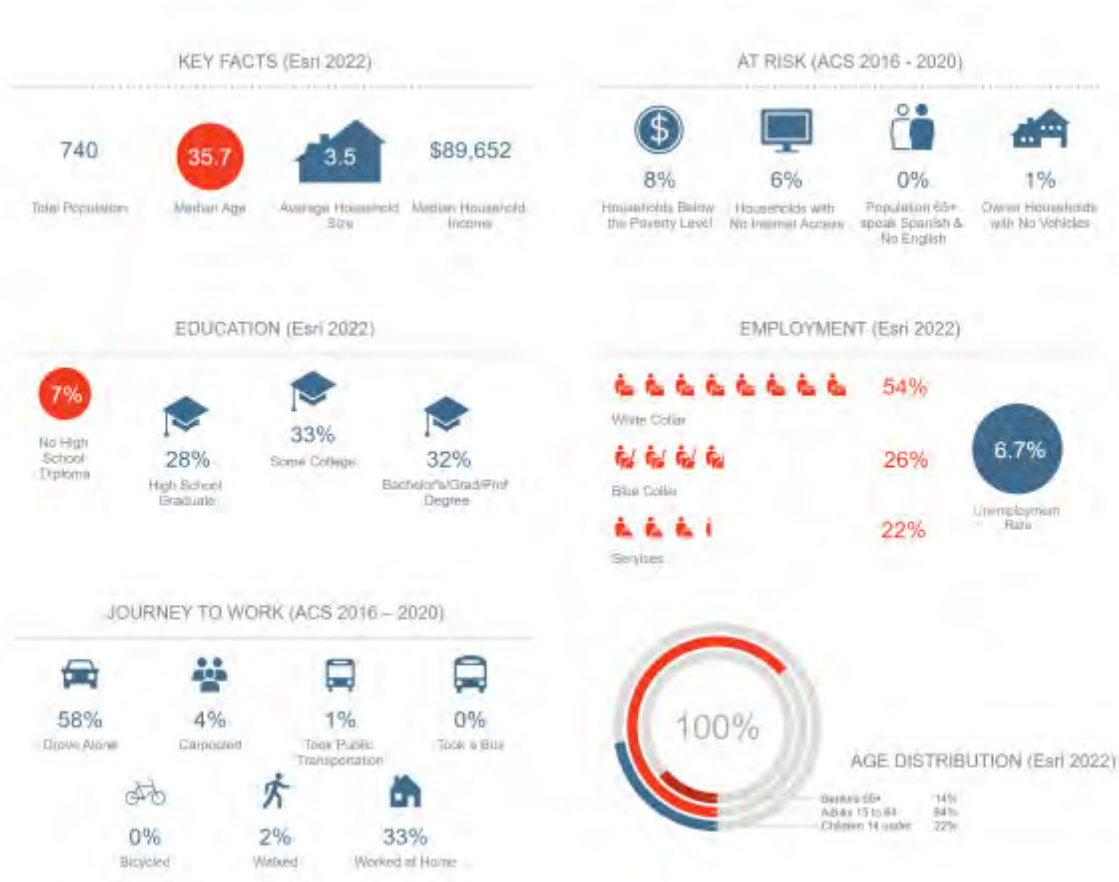 KEY FACTS (Esri 2022)
740
35.7
3.5
$89,652
Total Population
Median Age
Average Household
Size
Median Household
Income
AT RISK (ACS 2016 - 2020)
8%
6%
0%
1%
Households Below
the Poverty Level
Households with
No Internet Access
Population 65+
speak Spanish &
No English
Owner Households
with No Vehicles
EDUCATION (Esri 2022)
7%
No High
School
Diploma
28%
High School
Graduate
33%
Some College
32%
Bachelor's/Grad/Prof
Degree
EMPLOYMENT (Esri 2022)
54%
White Collar
26%
Blue Collar
22%
Services
6.7%
Unemployment
Rate
JOURNEY TO WORK (ACS 2016 – 2020)
58%
Drove Alone
4%
Carpooled
1%
Took Public
Transportation
0%
Took a Bus
0%
Bicycled
2%
Walked
33%
Worked at Home
100%
AGE DISTRIBUTION (Esri 2022)
Seniors 65+ 14%
Adults 15 to 64 64%
Children 14 under 22%